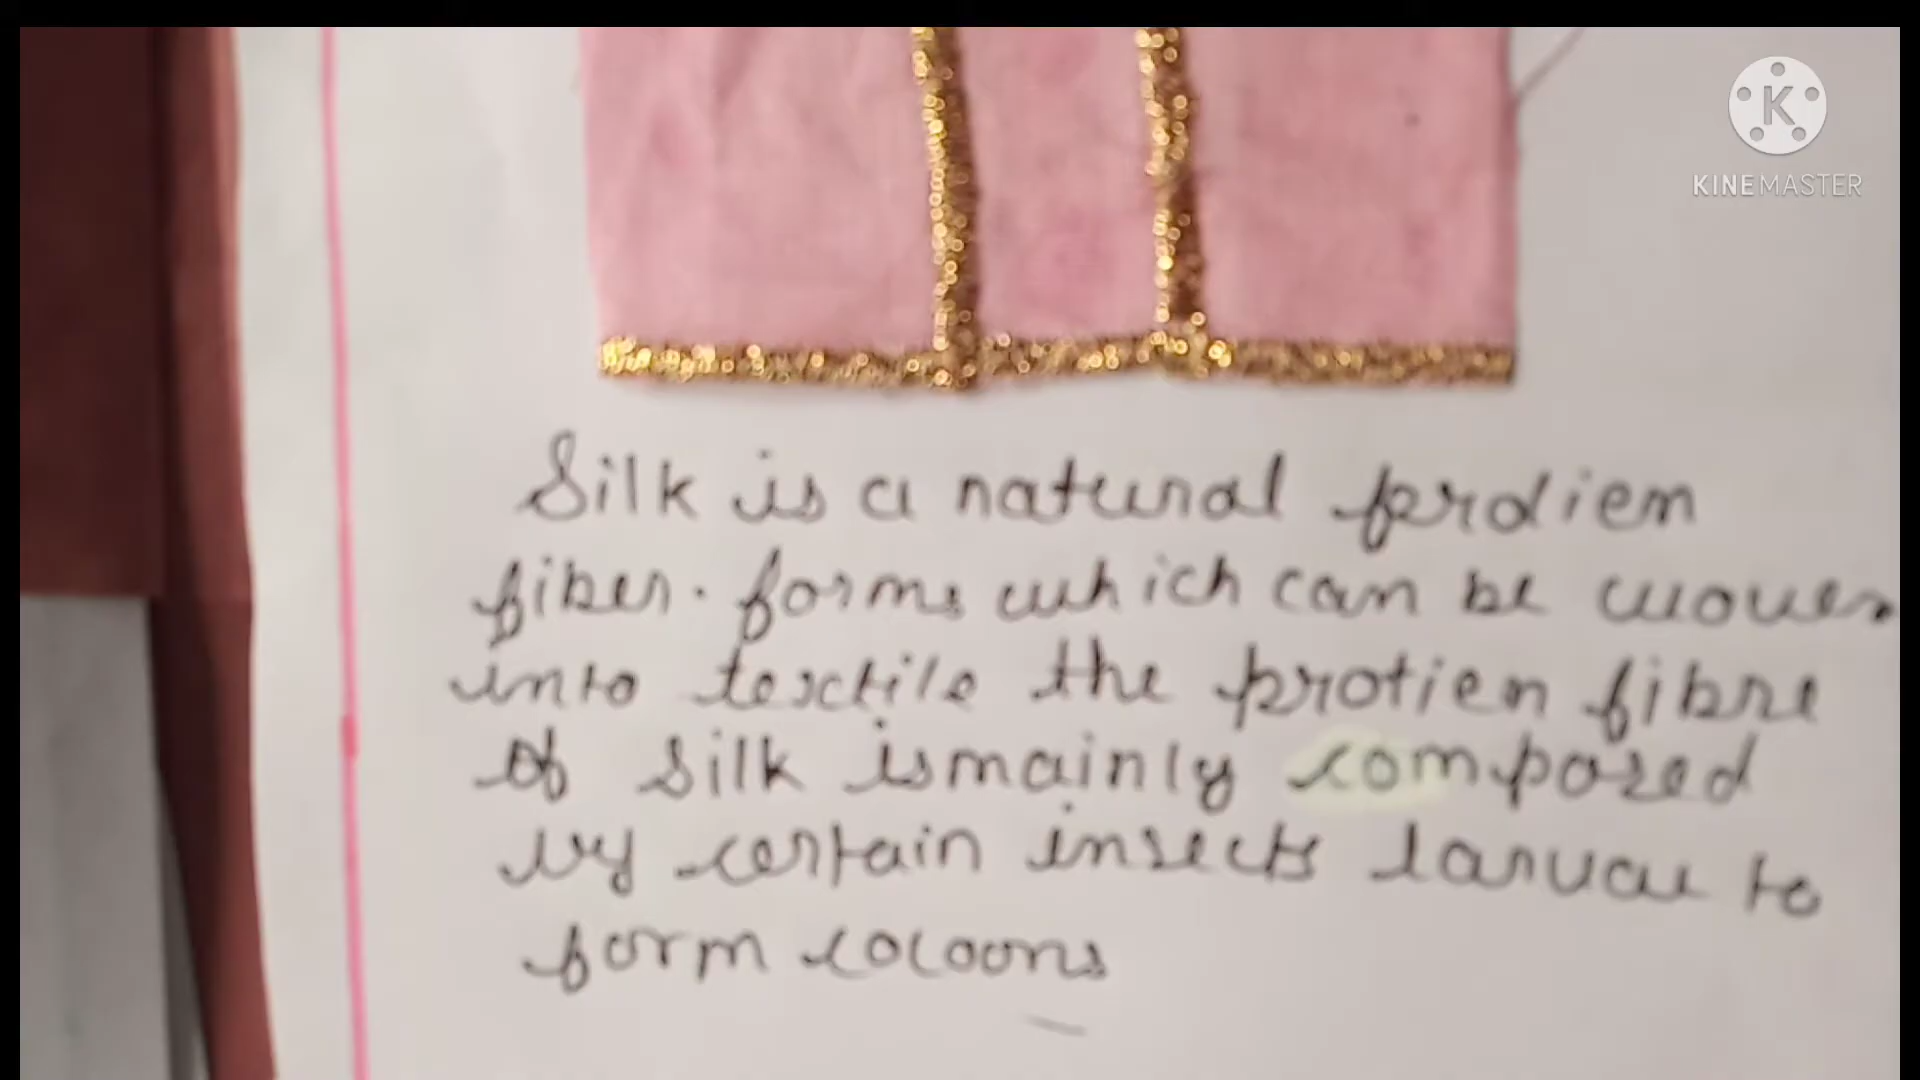 K
KINEMASTER
Silk is a natural protien
fiber. forms which can be woven
into textile the protien fibre
of silk is mainly composed
by certain insects larvae to
form cocoons